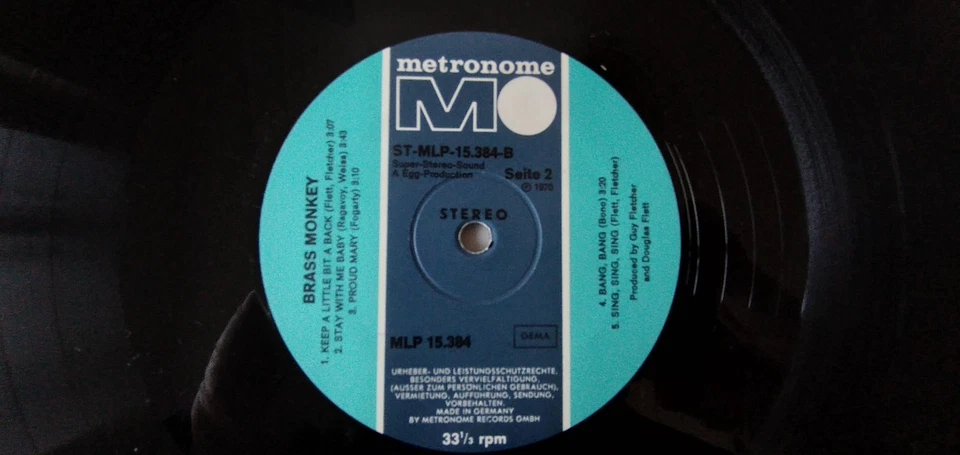 metronome
MO
ST-MLP-15.384-B
Super-Stereo-Sound
A Egg-Production
Seite 2
℗ 1970
STEREO
BRASS MONKEY
1. KEEP A LITTLE BIT A BACK (Flett, Fletcher) 3:07
2. STAY WITH ME BABY (Ragavoy, Weiss) 3:43
3. PROUD MARY (Fogarty) 3:10
4. BANG, BANG (Bono) 3:20
5. SING, SING, SING (Flett, Fletcher)
Produced by Guy Fletcher
and Douglas Flett
MLP 15.384
GEMA
URHEBER- UND LEISTUNGSSCHUTZRECHTE.
BESONDERS VERVIELFÄLTIGUNG,
(AUSSER ZUM PERSÖNLICHEN GEBRAUCH),
VERMIETUNG, AUFFÜHRUNG, SENDUNG,
VORBEHALTEN.
MADE IN GERMANY
BY METRONOME RECORDS GMBH
33¹/₃ rpm